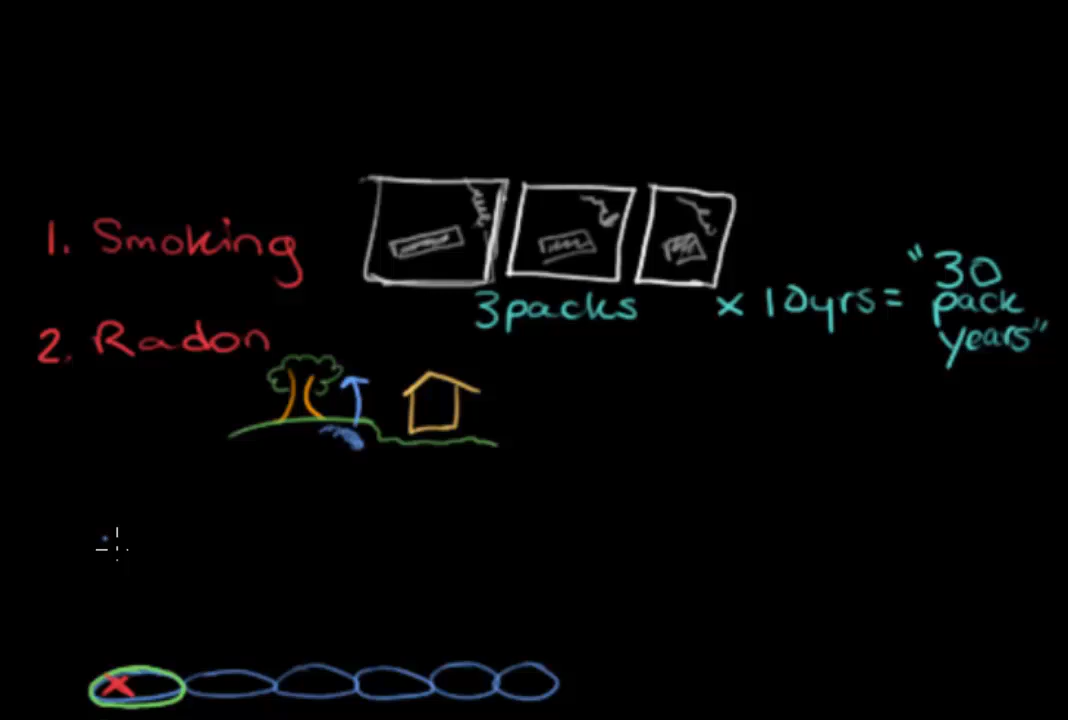 1. Smoking
3packs x 10yrs = "30
pack
years"
2. Radon
x